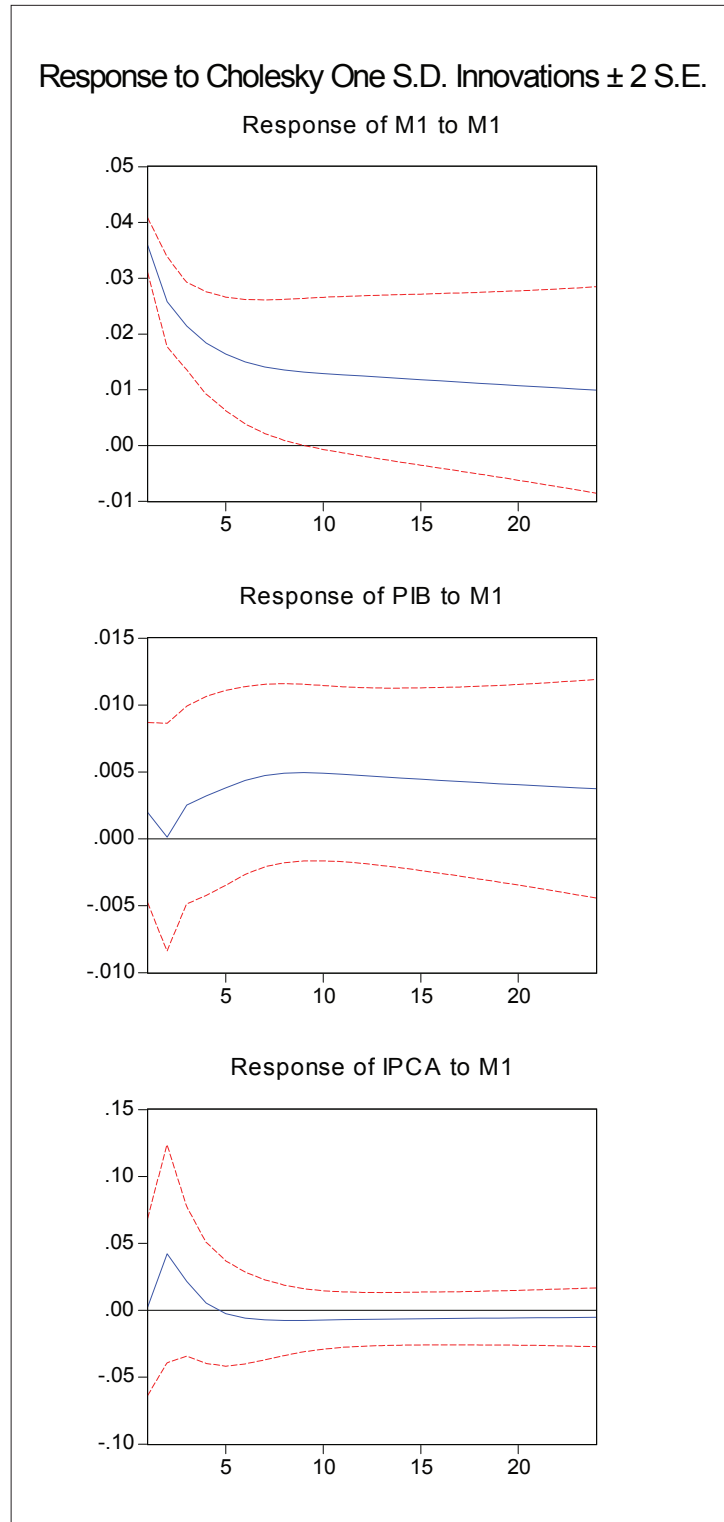 Response to Cholesky One S.D. Innovations ± 2 S.E.
Response of M1 to M1
.05
.04
.03
.02
.01
.00
-.01
5 10 15 20
Response of PIB to M1
.015
.010
.005
.000
-.005
-.010
5 10 15 20
Response of IPCA to M1
.15
.10
.05
.00
-.05
-.10
5 10 15 20